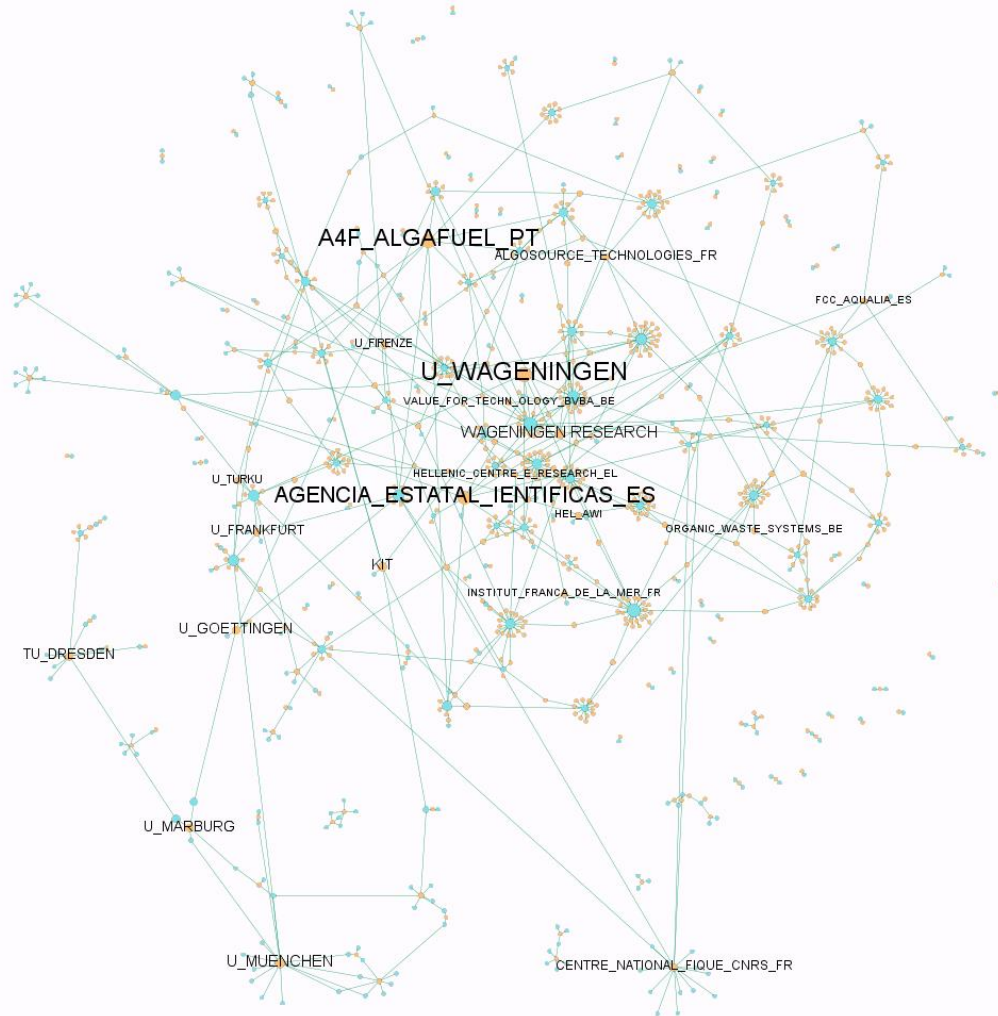 A4F_ALGAFUEL_PT
ALGOSOURCE_TECHNOLOGIES_FR
FCC_AQUALIA_ES
U_FIRENZE
U_WAGENINGEN
VALUE_FOR_TECHN_OLOGY_BVBA_BE
WAGENINGEN RESEARCH
HELLENIC_CENTRE_E_RESEARCH_EL
U_TURKU
AGENCIA_ESTATAL_IENTIFICAS_ES
HEL_AWI
U_FRANKFURT
ORGANIC_WASTE_SYSTEMS_BE
KIT
INSTITUT_FRANCA_DE_LA_MER_FR
U_GOETTINGEN
TU_DRESDEN
U_MARBURG
U_MUENCHEN
CENTRE_NATIONAL_FIQUE_CNRS_FR